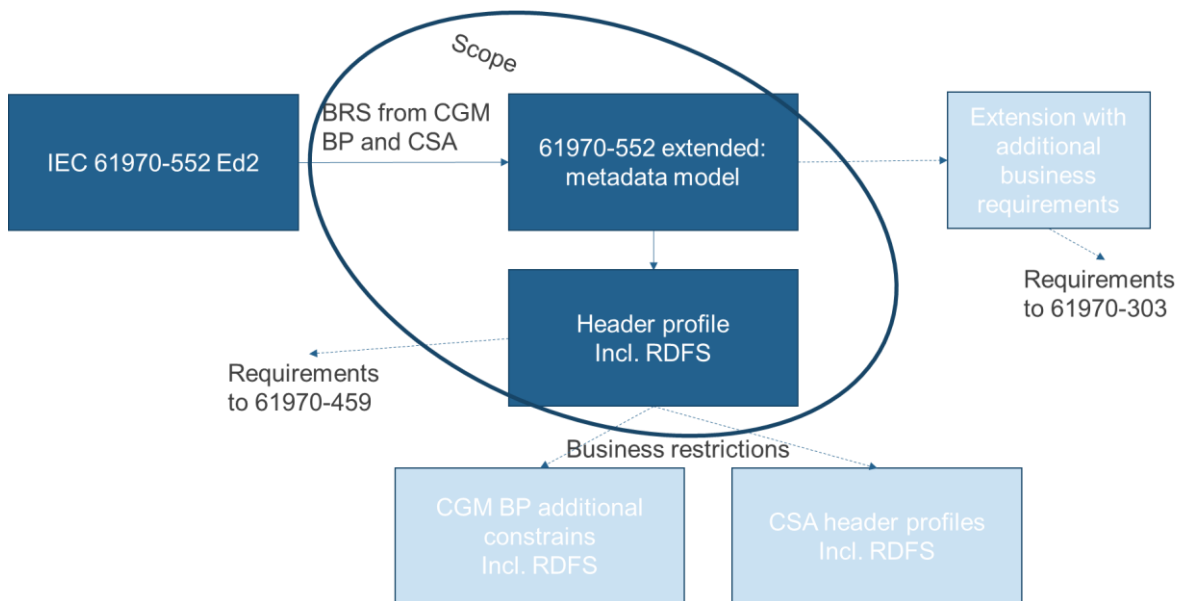 Scope
IEC 61970-552 Ed2
BRS from CGM
BP and CSA
61970-552 extended:
metadata model
Extension with
additional
business
requirements
Requirements
to 61970-303
Header profile
Incl. RDFS
Requirements
to 61970-459
Business restrictions
CGM BP additional
constrains
Incl. RDFS
CSA header profiles
Incl. RDFS